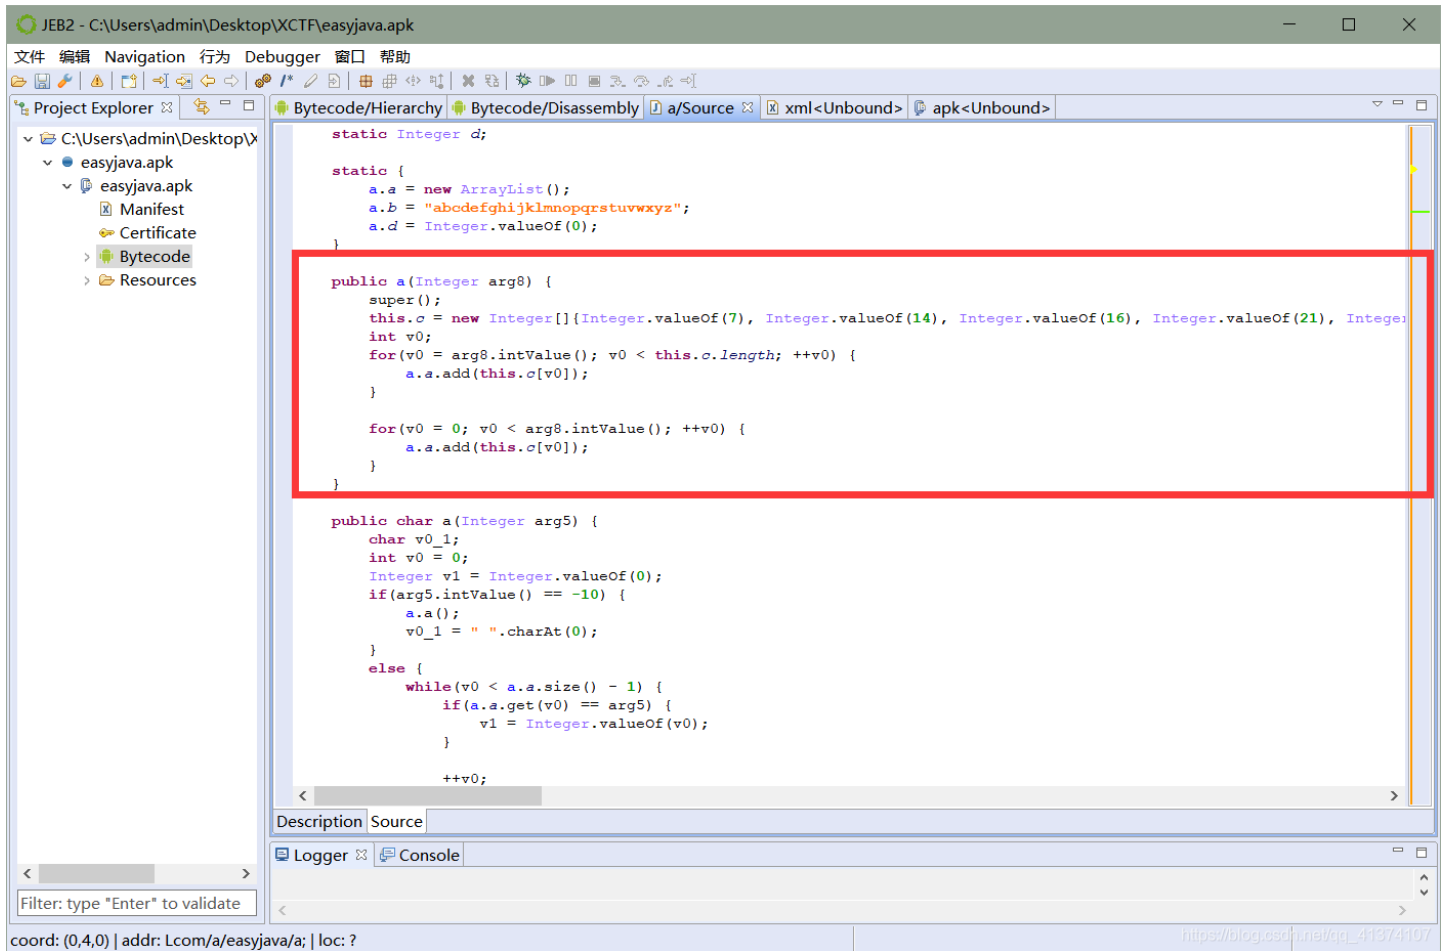 JEB2 - C:\Users\admin\Desktop\XCTF\easyjava.apk
文件 编辑 Navigation 行为 Debugger 窗口 帮助
Project Explorer
Bytecode/Hierarchy Bytecode/Disassembly a/Source xml<Unbound> apk<Unbound>
C:\Users\admin\Desktop\X
easyjava.apk
easyjava.apk
Manifest
Certificate
Bytecode
Resources
static Integer d;
static {
a.a = new ArrayList();
a.b = "abcdefghijklmnopqrstuvwxyz";
a.d = Integer.valueOf(0);
}
public a(Integer arg8) {
super();
this.c = new Integer[]{Integer.valueOf(7), Integer.valueOf(14), Integer.valueOf(16), Integer.valueOf(21), Integer
int v0;
for(v0 = arg8.intValue(); v0 < this.c.length; ++v0) {
a.a.add(this.c[v0]);
}
for(v0 = 0; v0 < arg8.intValue(); ++v0) {
a.a.add(this.c[v0]);
}
}
public char a(Integer arg5) {
char v0_1;
int v0 = 0;
Integer v1 = Integer.valueOf(0);
if(arg5.intValue() == -10) {
a.a();
v0_1 = " ".charAt(0);
}
else {
while(v0 < a.a.size() - 1) {
if(a.a.get(v0) == arg5) {
v1 = Integer.valueOf(v0);
}
++v0;
Description Source
Logger Console
Filter: type "Enter" to validate
coord: (0,4,0) | addr: Lcom/a/easyjava/a; | loc: ?
https://blog.csdn.net/qq_41374107